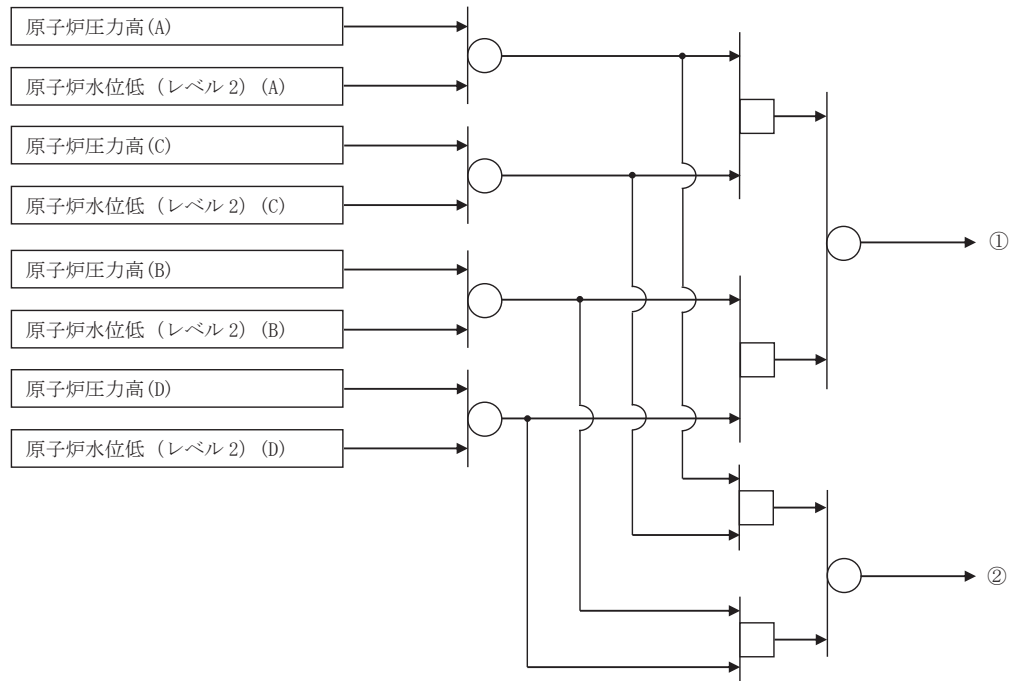 原子炉圧力高(A)
原子炉水位低（レベル2）(A)
原子炉圧力高(C)
原子炉水位低（レベル2）(C)
原子炉圧力高(B)
原子炉水位低（レベル2）(B)
原子炉圧力高(D)
原子炉水位低（レベル2）(D)
①
②